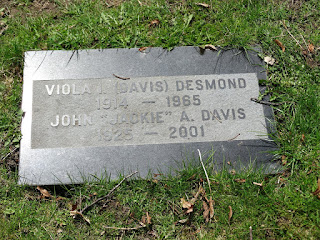 VIOLA I. (DAVIS) DESMOND
1914 — 1965
JOHN "JACKIE" A. DAVIS
1925 — 2001